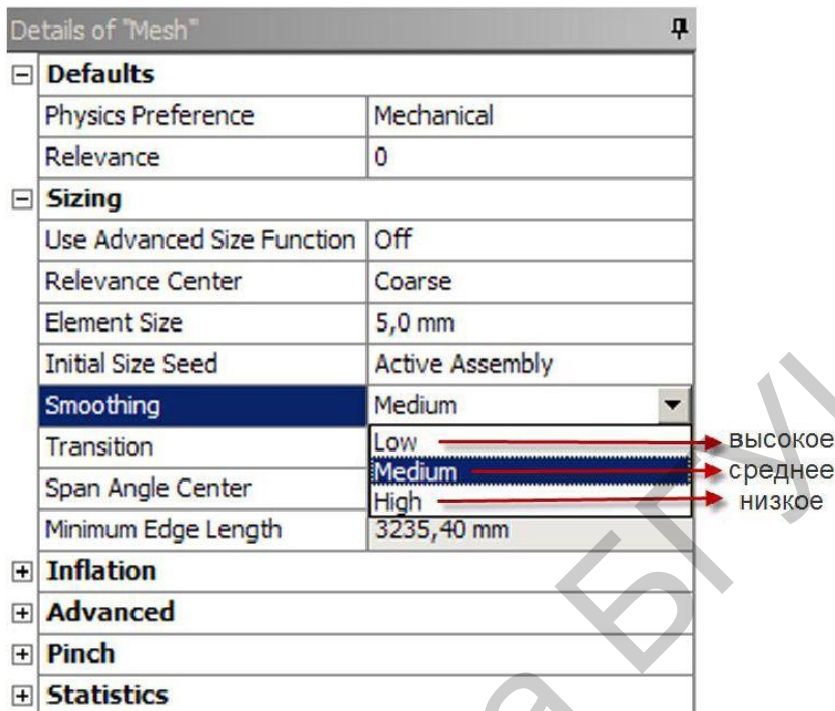 Details of "Mesh"
Defaults
Physics Preference Mechanical
Relevance 0
Sizing
Use Advanced Size Function Off
Relevance Center Coarse
Element Size 5,0 mm
Initial Size Seed Active Assembly
Smoothing Medium
Transition Low высокое
Medium среднее
Span Angle Center High низкое
Minimum Edge Length 3235,40 mm
Inflation
Advanced
Pinch
Statistics